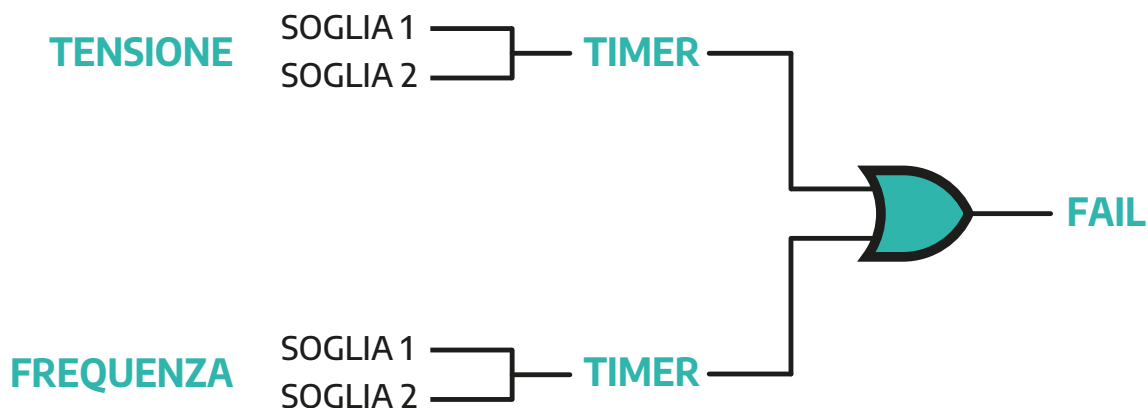 SOGLIA 1
TENSIONE
TIMER
SOGLIA 2
FAIL
SOGLIA 1
FREQUENZA
TIMER
SOGLIA 2